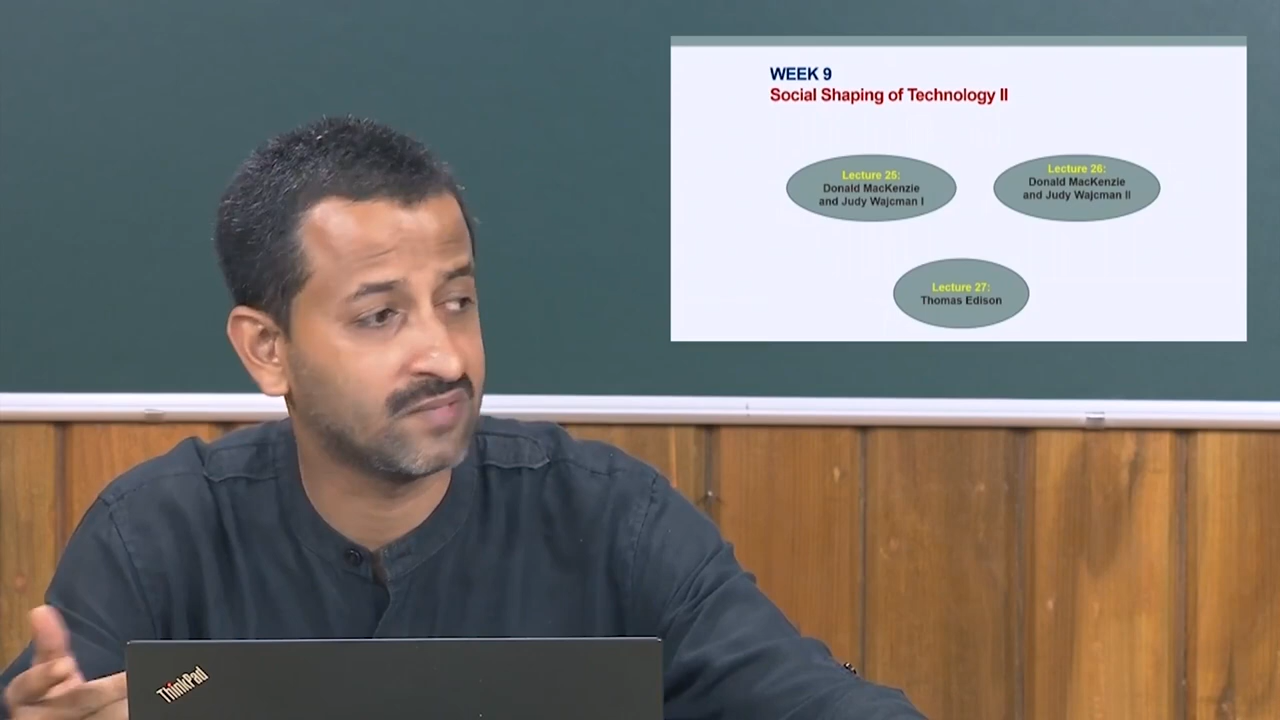 WEEK 9
Social Shaping of Technology II
Lecture 25:
Donald MacKenzie
and Judy Wajcman I
Lecture 26:
Donald MacKenzie
and Judy Wajcman II
Lecture 27:
Thomas Edison
ThinkPad